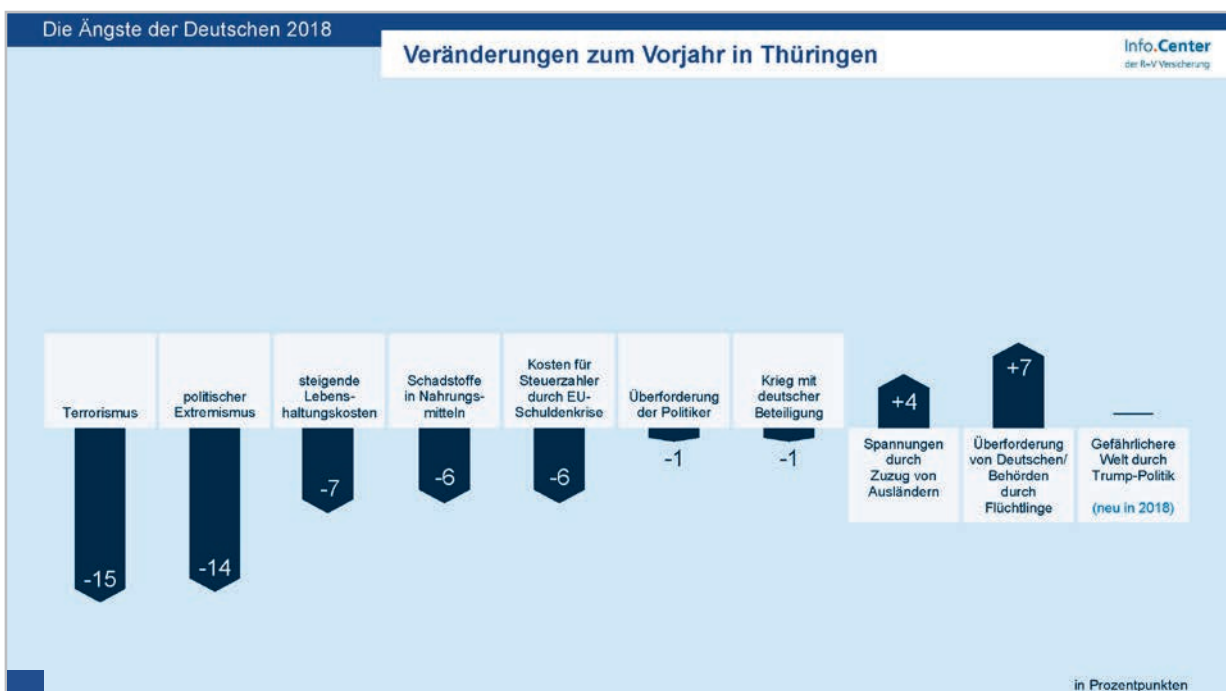 Die Ängste der Deutschen 2018
Veränderungen zum Vorjahr in Thüringen
Info.Center
der R+V Versicherung
Terrorismus
-15
politischer
Extremismus
-14
steigende
Lebens-
haltungskosten
-7
Schadstoffe
in Nahrungs-
mitteln
-6
Kosten für
Steuerzahler
durch EU-
Schuldenkrise
-6
Überforderung
der Politiker
-1
Krieg mit
deutscher
Beteiligung
-1
+4
Spannungen
durch
Zuzug von
Ausländern
+7
Überforderung
von Deutschen/
Behörden
durch
Flüchtlinge
Gefährlichere
Welt durch
Trump-Politik
(neu in 2018)
in Prozentpunkten